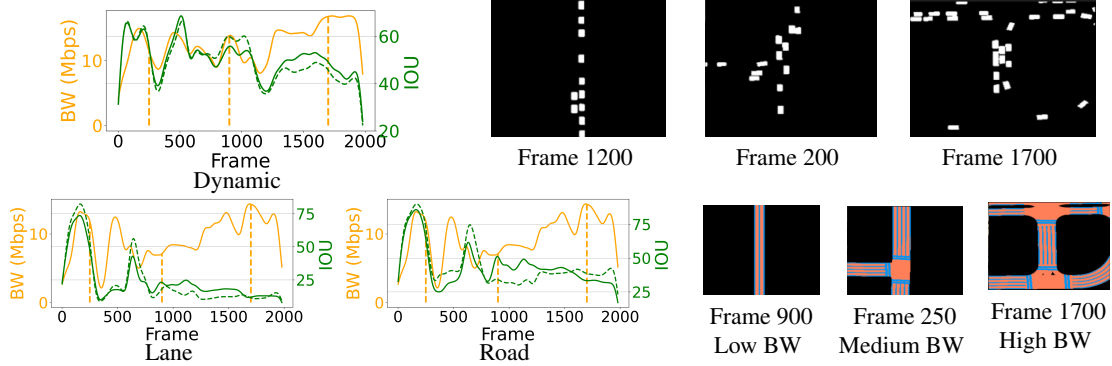 BW (Mbps)
10
0
60
40
20
IOU
0 500 1000 1500 2000
Frame
Dynamic
Frame 1200
Frame 200
Frame 1700
BW (Mbps)
10
0
75
50
25
IOU
0 500 1000 1500 2000
Frame
Lane
BW (Mbps)
10
0
75
50
25
IOU
0 500 1000 1500 2000
Frame
Road
Frame 900
Low BW
Frame 250
Medium BW
Frame 1700
High BW